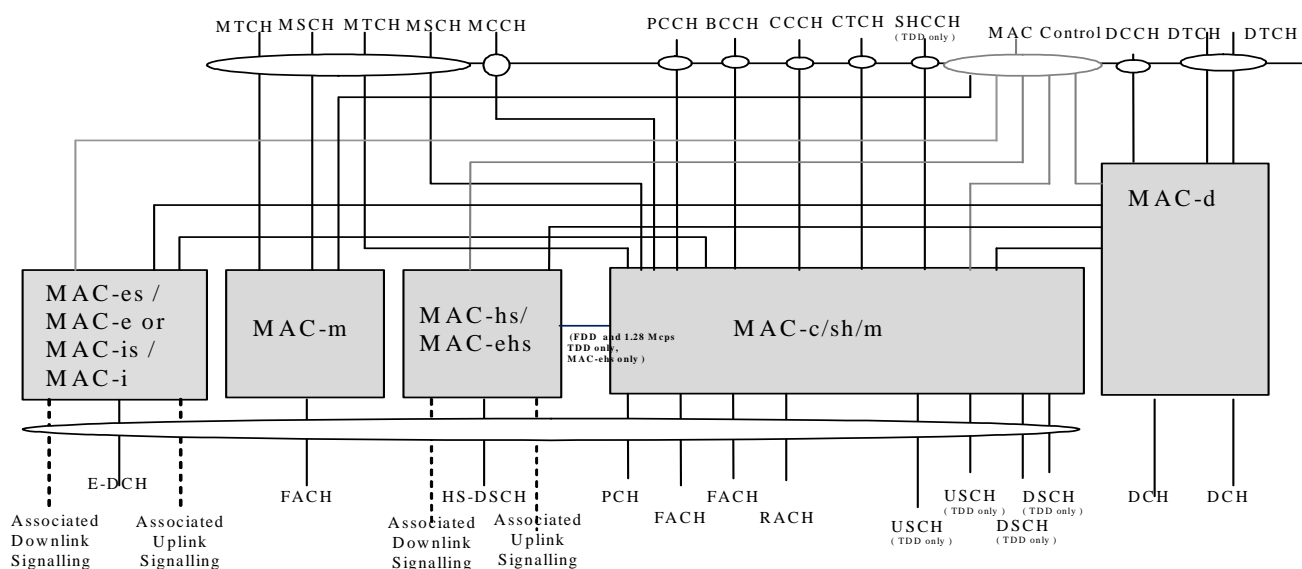 MTCH MSCH MTCH MSCH MCCH PCCH BCCH CCCH CTCH SHCCH MAC Control DCCH DTCH DTCH
( TDD only )
MAC-d
MAC-es /
MAC-e or
MAC-is /
MAC-i
MAC-m
MAC-hs/
MAC-ehs
(FDD and 1.28 Mcps
TDD only,
MAC-ehs only )
MAC-c/sh/m
E-DCH
FACH
HS-DSCH
PCH
FACH
FACH
RACH
USCH
( TDD only )
USCH
( TDD only )
DSCH
( TDD only )
DSCH
( TDD only )
DCH
DCH
Associated
Downlink
Signalling
Associated
Uplink
Signalling
Associated
Downlink
Signalling
Associated
Uplink
Signalling